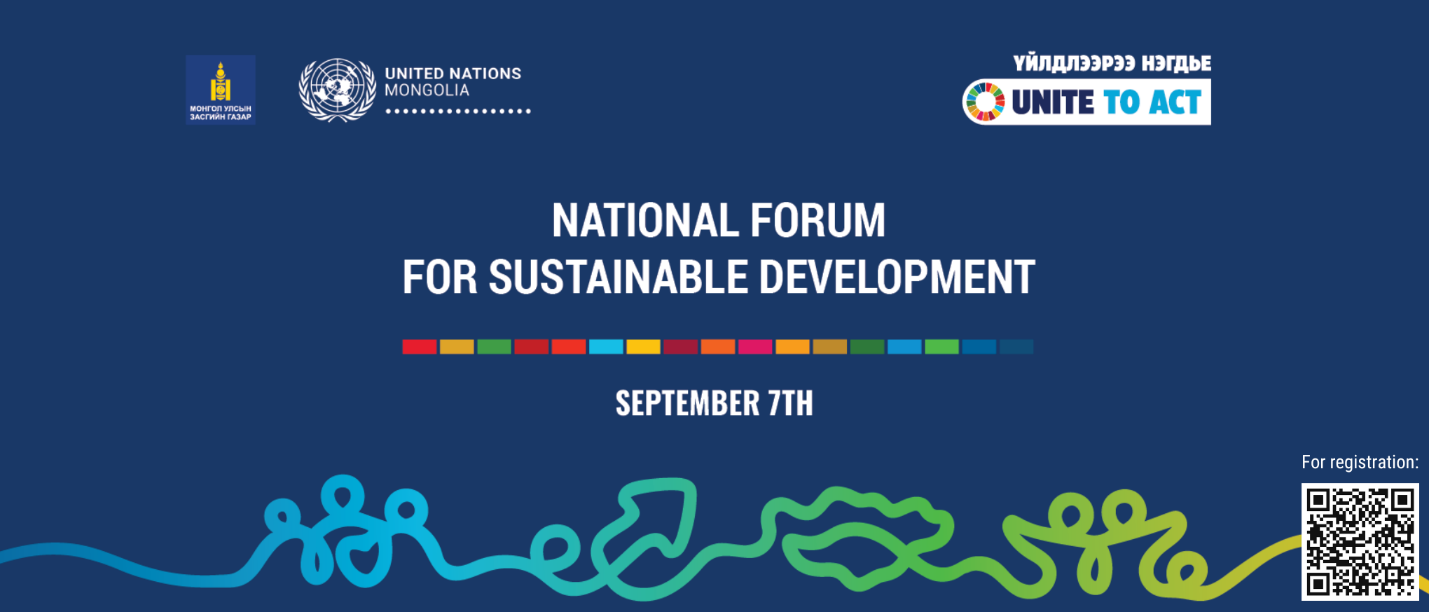 МОНГОЛ УЛСЫН
ЗАСГИЙН ГАЗАР
UNITED NATIONS
MONGOLIA
ҮЙЛДЛЭЭРЭЭ НЭГДЬЕ
UNITE TO ACT
NATIONAL FORUM
FOR SUSTAINABLE DEVELOPMENT
SEPTEMBER 7TH
For registration: